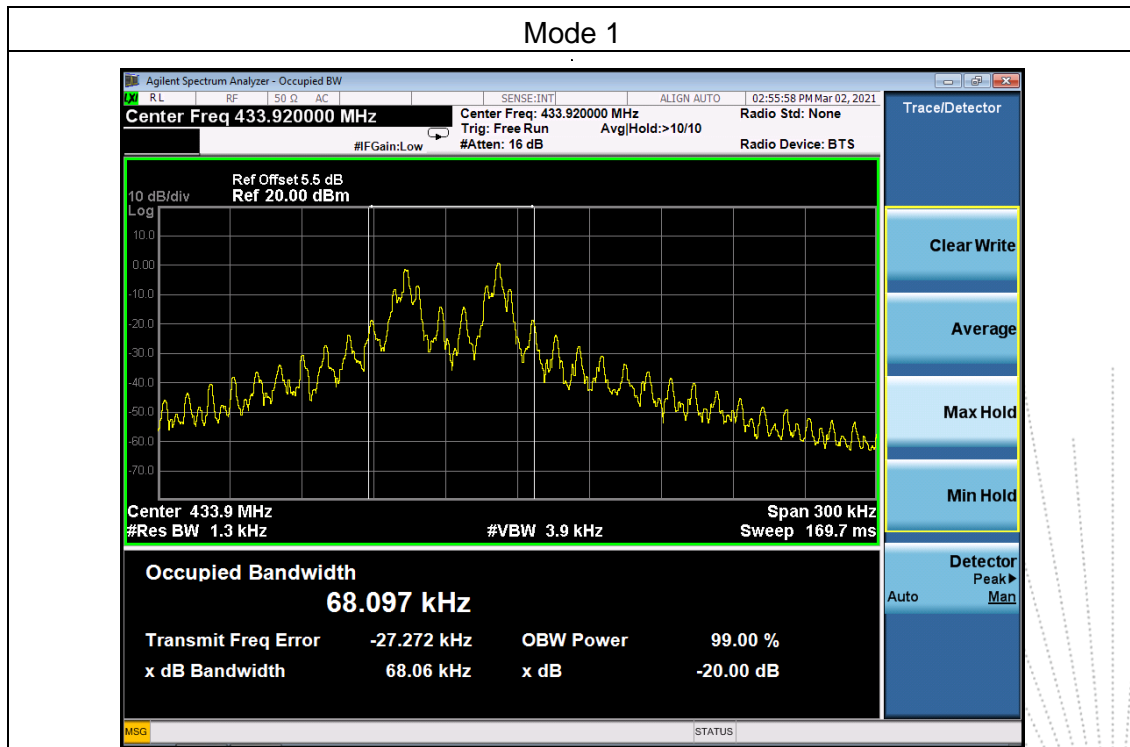 Mode 1
Agilent Spectrum Analyzer - Occupied BW
LXI RL RF 50 Ω AC SENSE:INT ALIGN AUTO 02:55:58 PM Mar 02, 2021
Center Freq 433.920000 MHz
Center Freq: 433.920000 MHz Radio Std: None
Trig: Free Run Avg|Hold:>10/10
#IFGain:Low #Atten: 16 dB Radio Device: BTS
Trace/Detector
Ref Offset 5.5 dB
10 dB/div Ref 20.00 dBm
Log
10.0
0.00
-10.0
-20.0
-30.0
-40.0
-50.0
-60.0
-70.0
Center 433.9 MHz Span 300 kHz
#Res BW 1.3 kHz #VBW 3.9 kHz Sweep 169.7 ms
Clear Write
Average
Max Hold
Min Hold
Detector
Peak▶
Auto Man
Occupied Bandwidth
68.097 kHz
Transmit Freq Error -27.272 kHz OBW Power 99.00 %
x dB Bandwidth 68.06 kHz x dB -20.00 dB
MSG STATUS